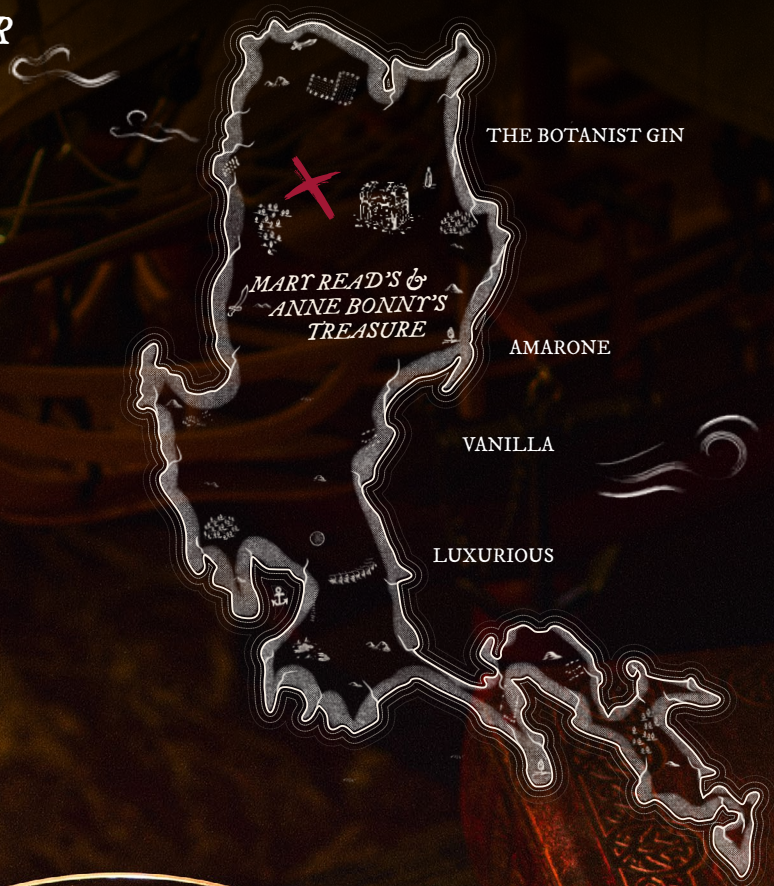 R
THE BOTANIST GIN
MARY READ'S &
ANNE BONNY'S
TREASURE
AMARONE
VANILLA
LUXURIOUS